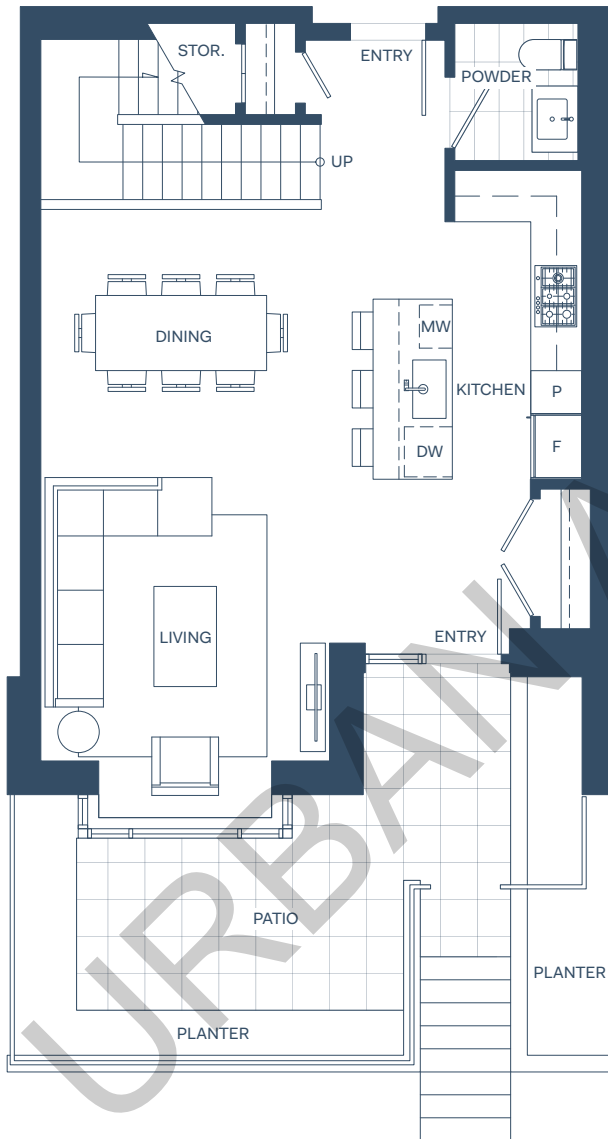 STOR.
ENTRY
POWDER
UP
DINING
MW
KITCHEN
P
DW
F
LIVING
ENTRY
PATIO
PLANTER
PLANTER
URBAN